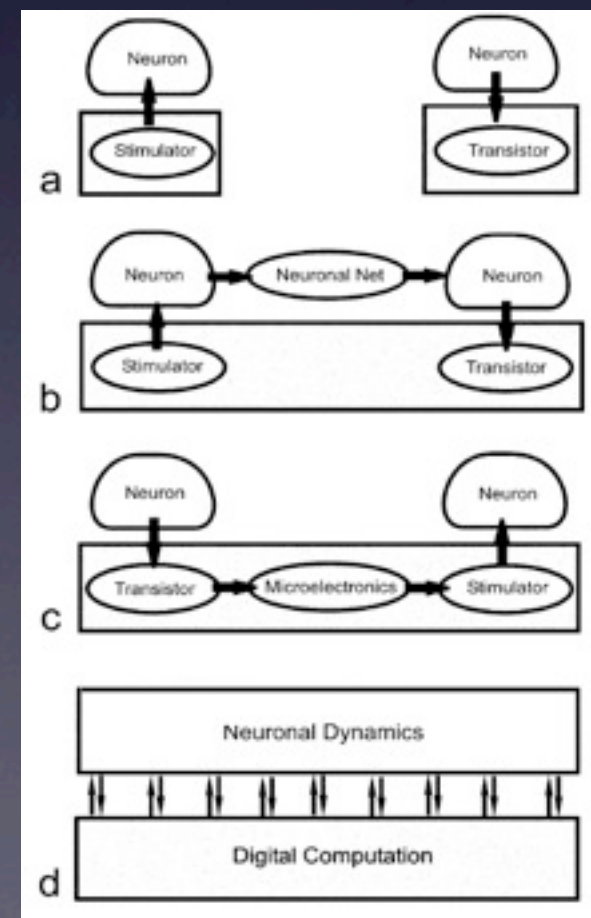 Neuron Neuron
Stimulator Transistor
a
Neuron Neuronal Net Neuron
Stimulator Transistor
b
Neuron Neuron
Transistor Microelectronics Stimulator
c
Neuronal Dynamics
Digital Computation
d